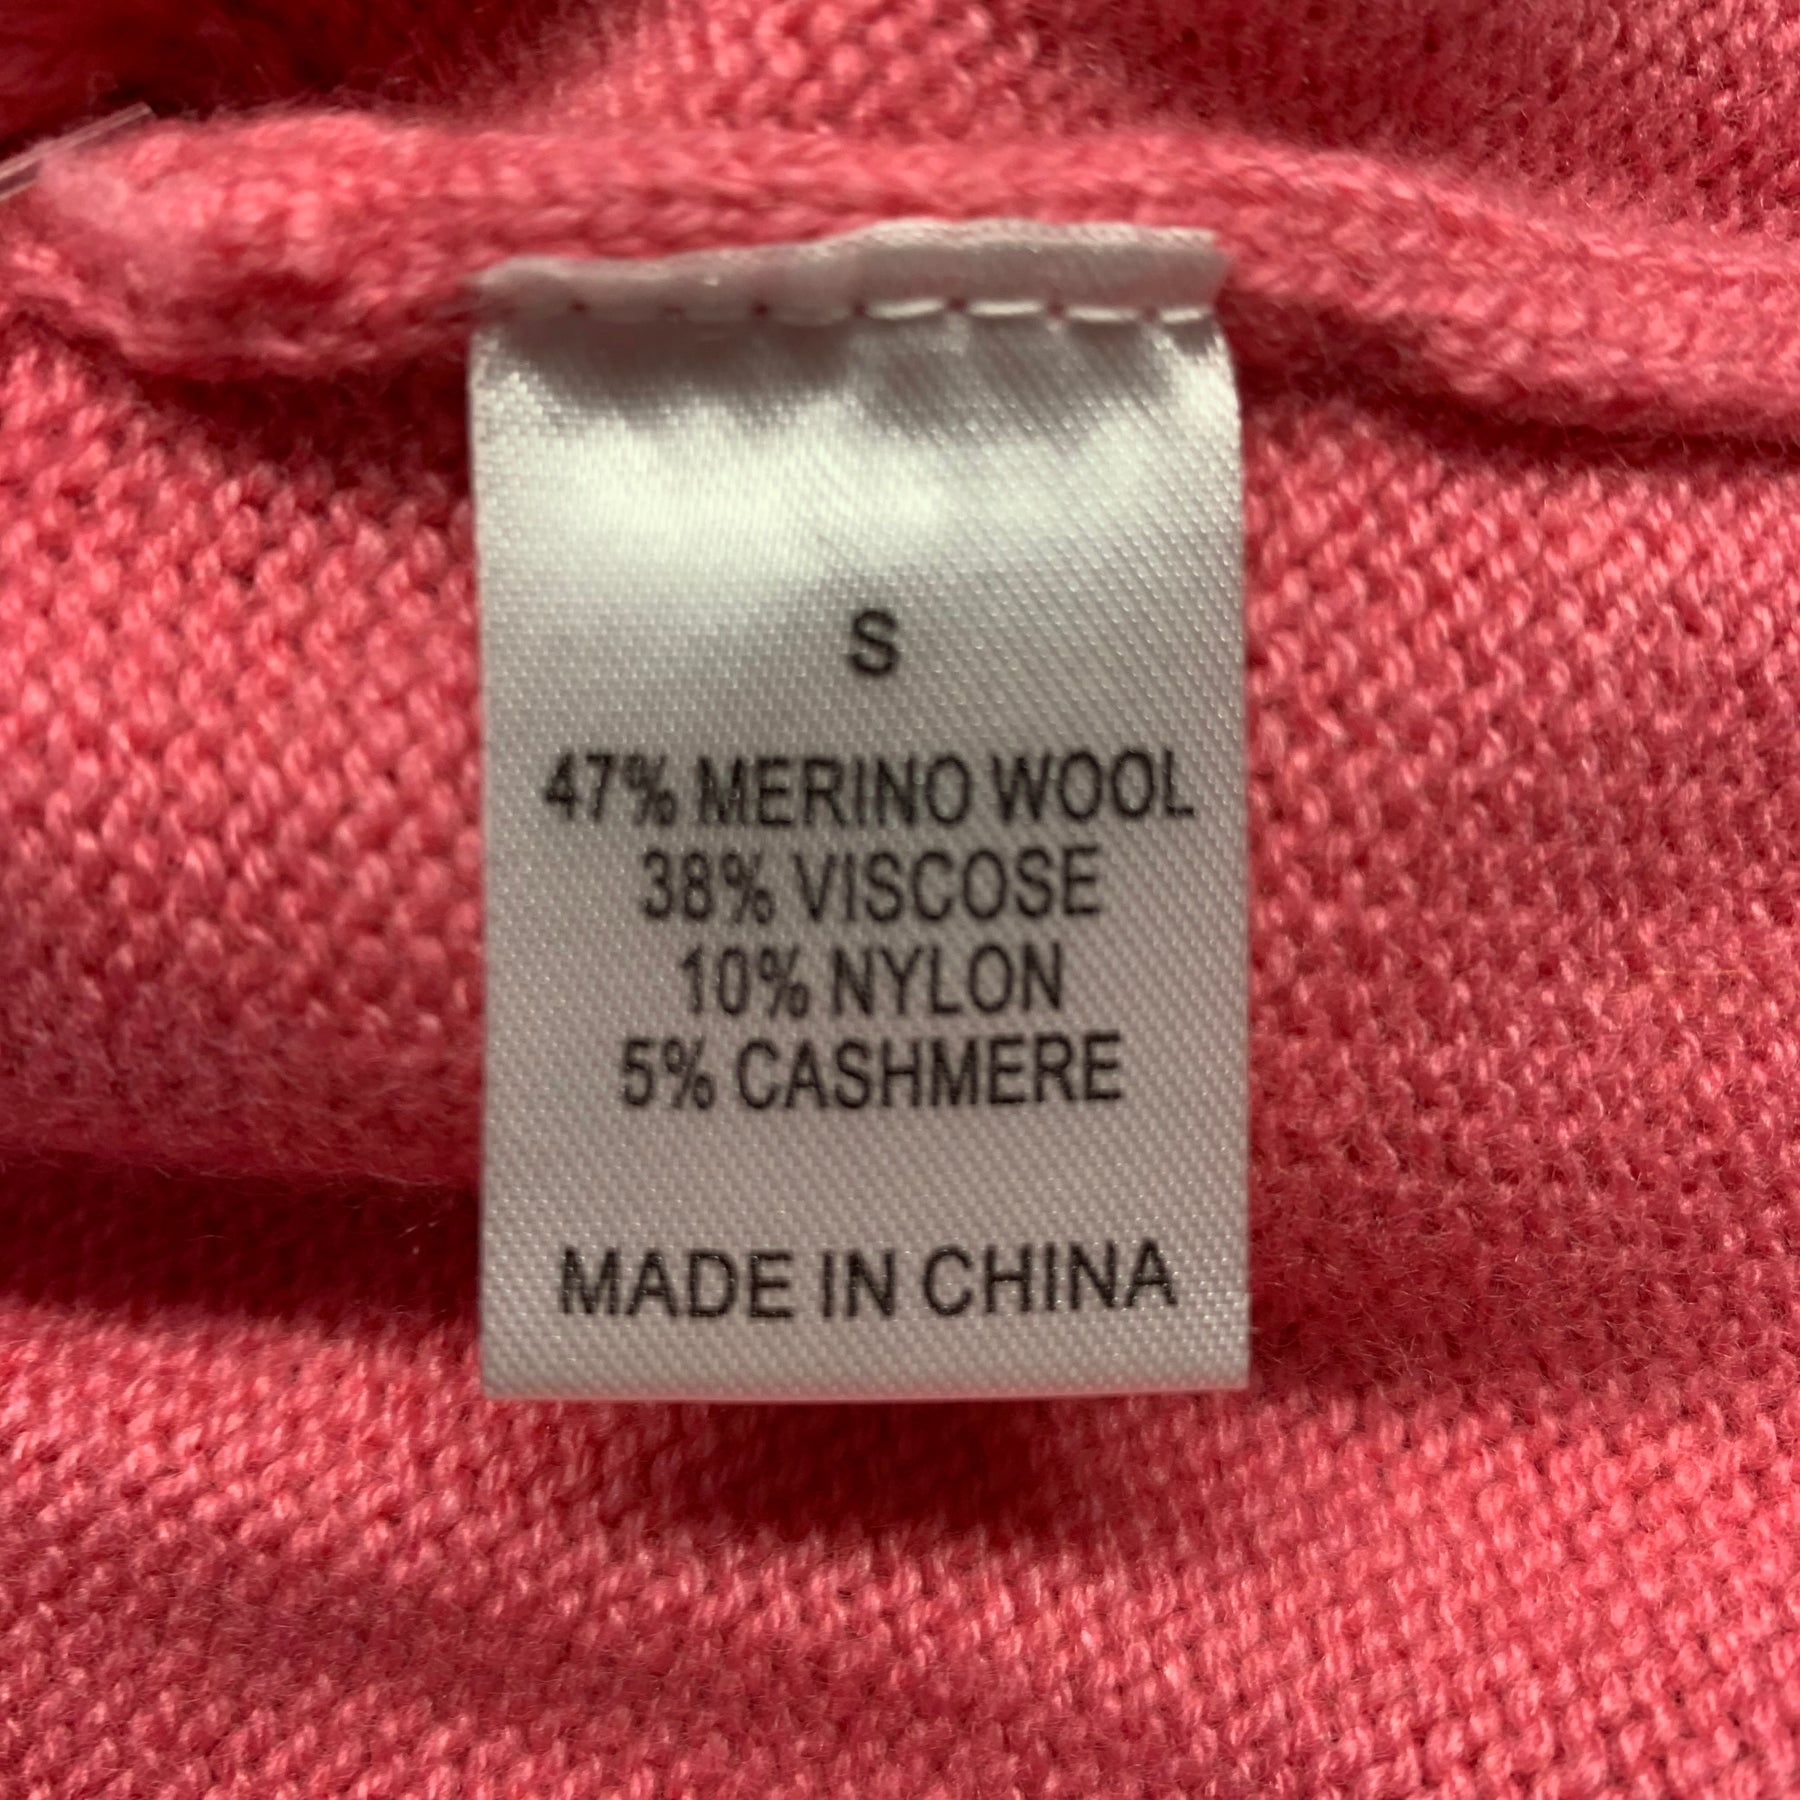 S
47% MERINO WOOL
38% VISCOSE
10% NYLON
5% CASHMERE
MADE IN CHINA